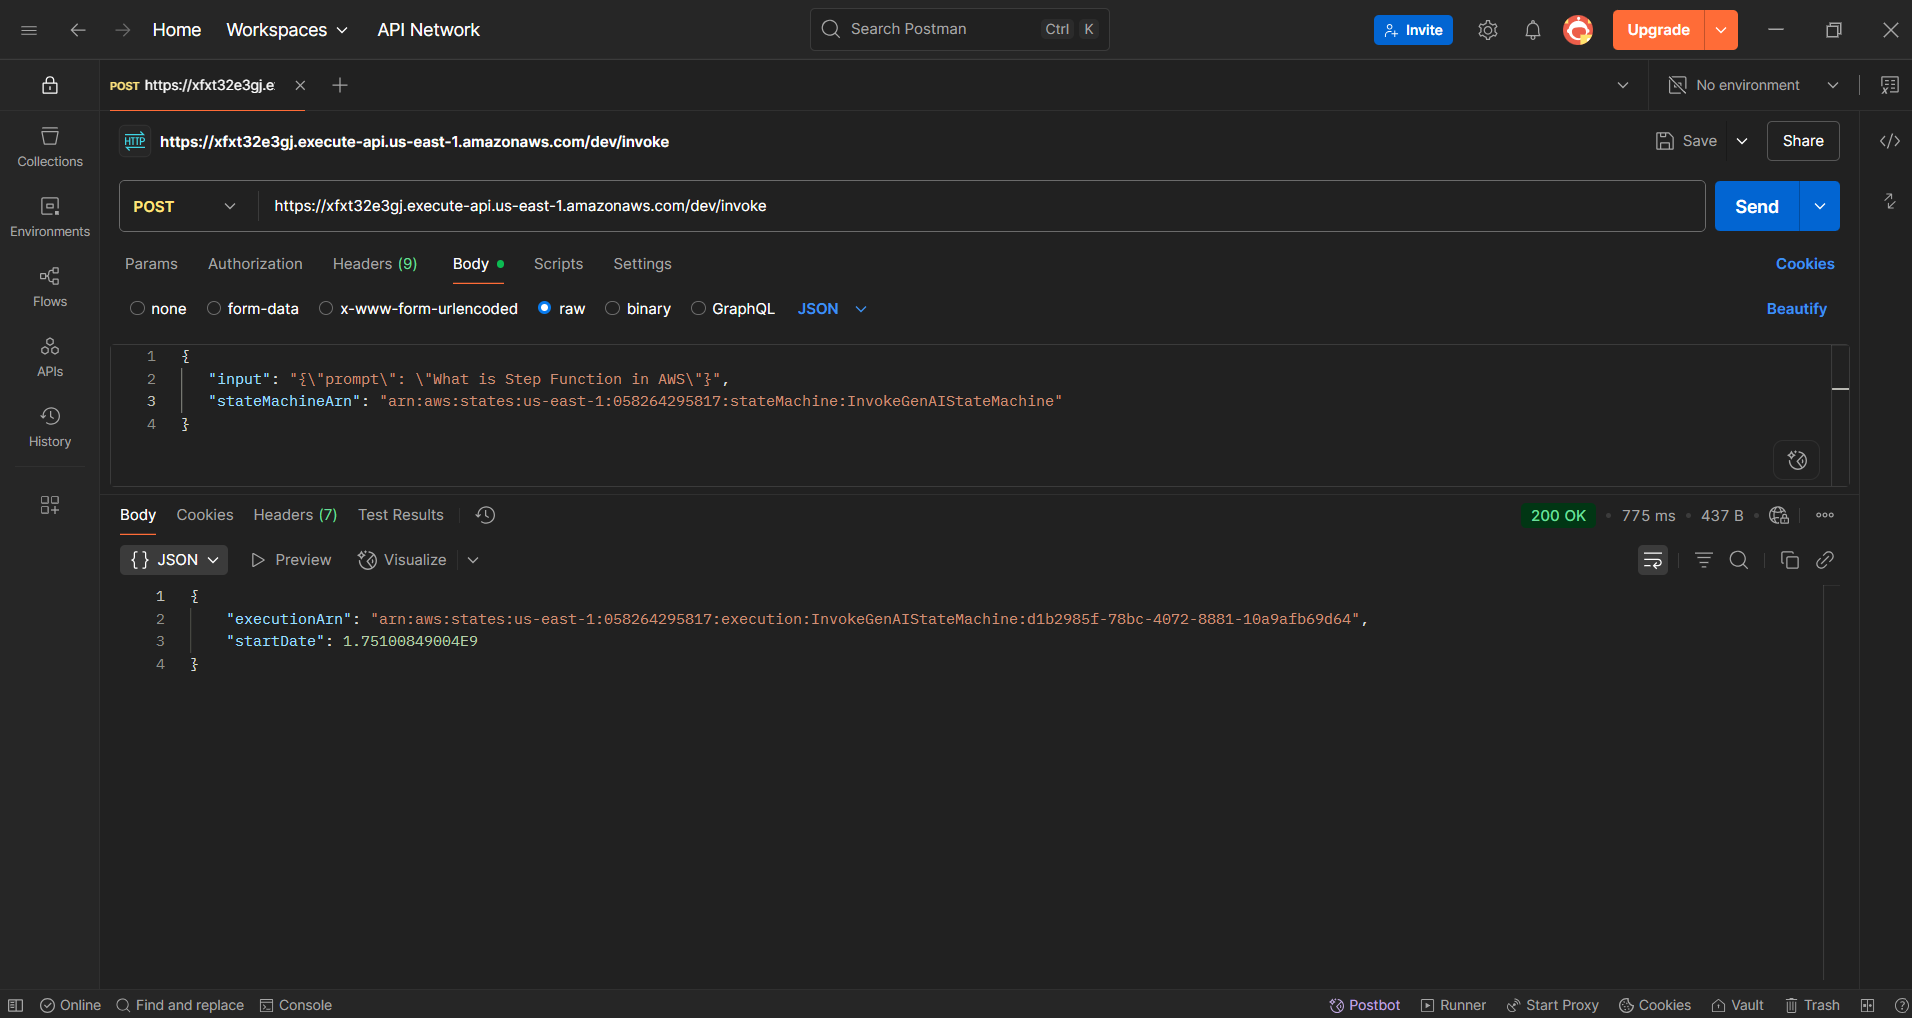 Home Workspaces API Network Search Postman Ctrl K Invite Upgrade
POST https://xfxt32e3gj.e No environment
HTTP https://xfxt32e3gj.execute-api.us-east-1.amazonaws.com/dev/invoke Save Share
POST https://xfxt32e3gj.execute-api.us-east-1.amazonaws.com/dev/invoke Send
Collections
Environments
Flows
APIs
History
Params Authorization Headers (9) Body Scripts Settings Cookies
none form-data x-www-form-urlencoded raw binary GraphQL JSON Beautify
1 {
2 "input": "{\"prompt\": \"What is Step Function in AWS\"}",
3 "stateMachineArn": "arn:aws:states:us-east-1:058264295817:stateMachine:InvokeGenAIStateMachine"
4 }
Body Cookies Headers (7) Test Results 200 OK 775 ms 437 B
{} JSON Preview Visualize
1 {
2 "executionArn": "arn:aws:states:us-east-1:058264295817:execution:InvokeGenAIStateMachine:d1b2985f-78bc-4072-8881-10a9afb69d64",
3 "startDate": 1.75100849004E9
4 }
Online Find and replace Console Postbot Runner Start Proxy Cookies Vault Trash